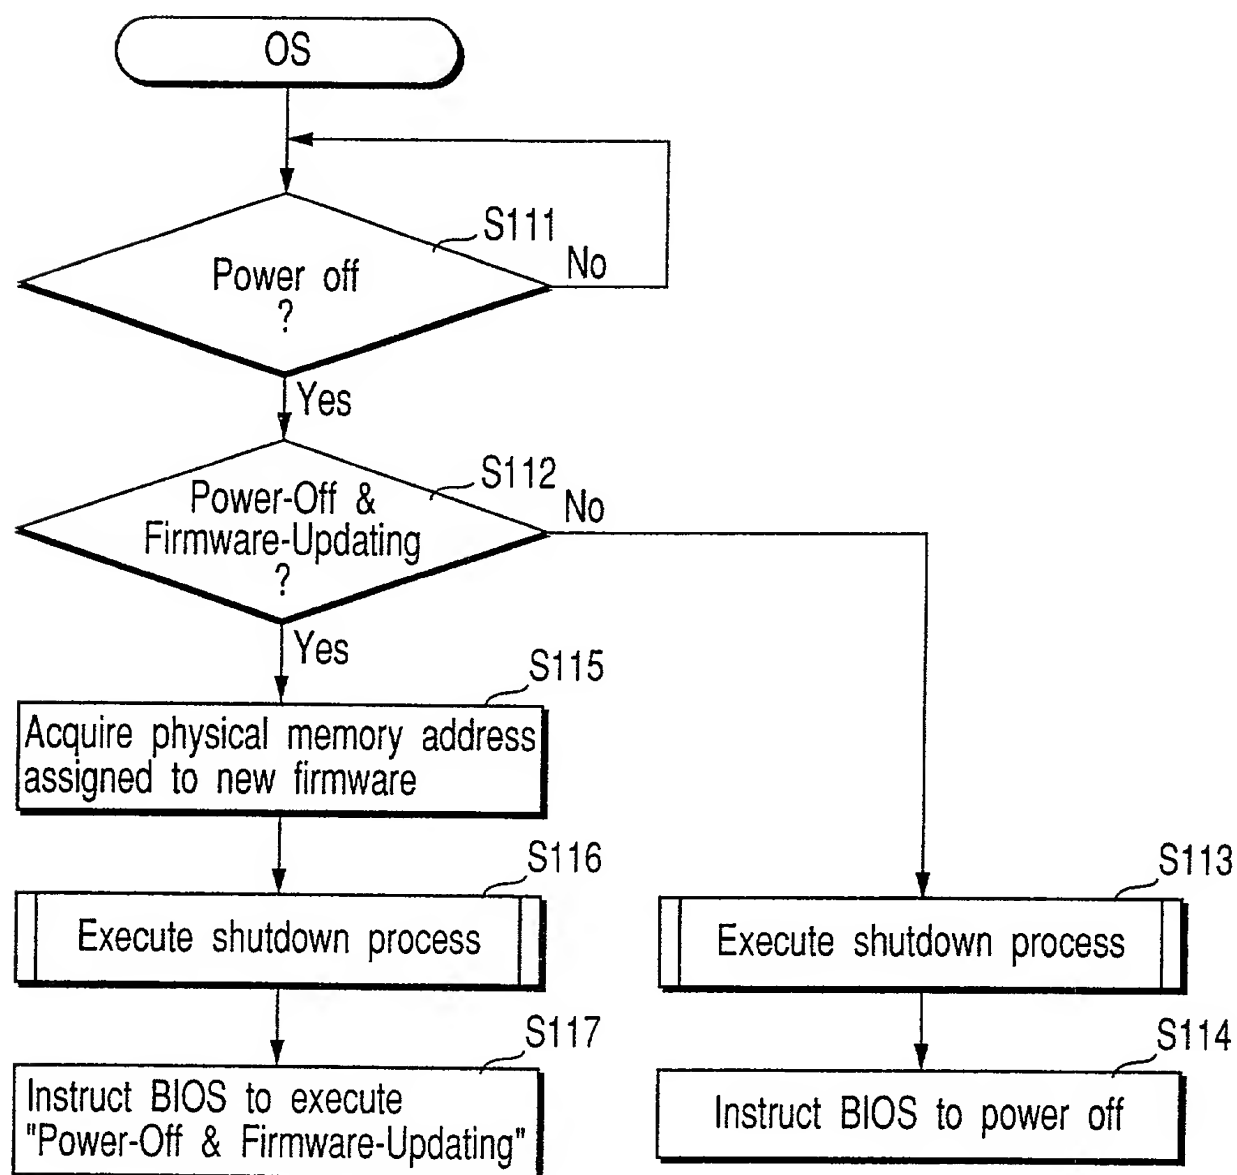 OS
S111
Power off
?
No
Yes
S112
Power-Off &
Firmware-Updating
?
No
Yes
S115
Acquire physical memory address
assigned to new firmware
S116
Execute shutdown process
S113
Execute shutdown process
S117
Instruct BIOS to execute
"Power-Off & Firmware-Updating"
S114
Instruct BIOS to power off